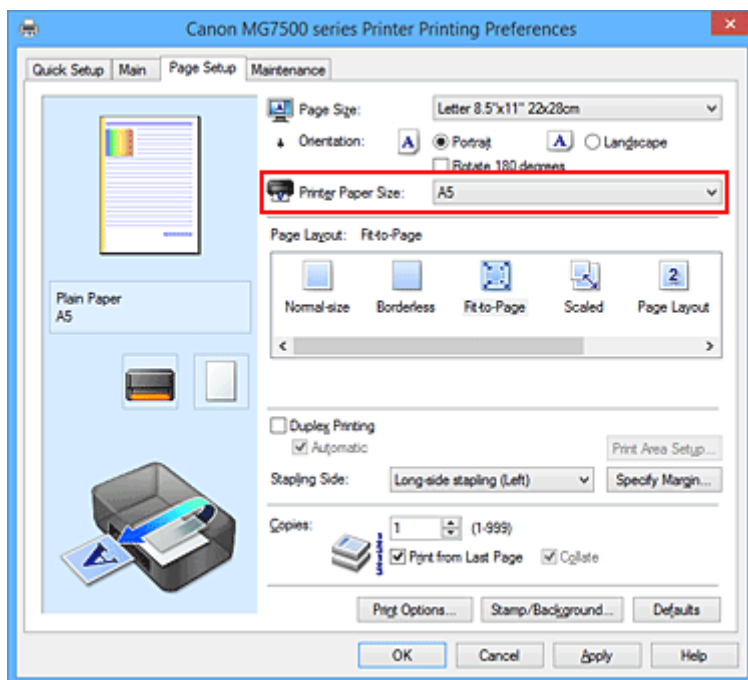 Canon MG7500 series Printer Printing Preferences
Quick Setup Main Page Setup Maintenance
Page Size: Letter 8.5"x11" 22x28cm
Orientation: A Portrait A Landscape
Rotate 180 degrees
Printer Paper Size: A5
Page Layout: Fit-to-Page
2
Normal-size Borderless Fit-to-Page Scaled Page Layout
Plain Paper
A5
Duplex Printing
Automatic
Print Area Setup...
Stapling Side: Long-side stapling (Left) Specify Margin...
Copies: 1 (1-999)
Print from Last Page Collate
A
Print Options... Stamp/Background... Defaults
OK Cancel Apply Help